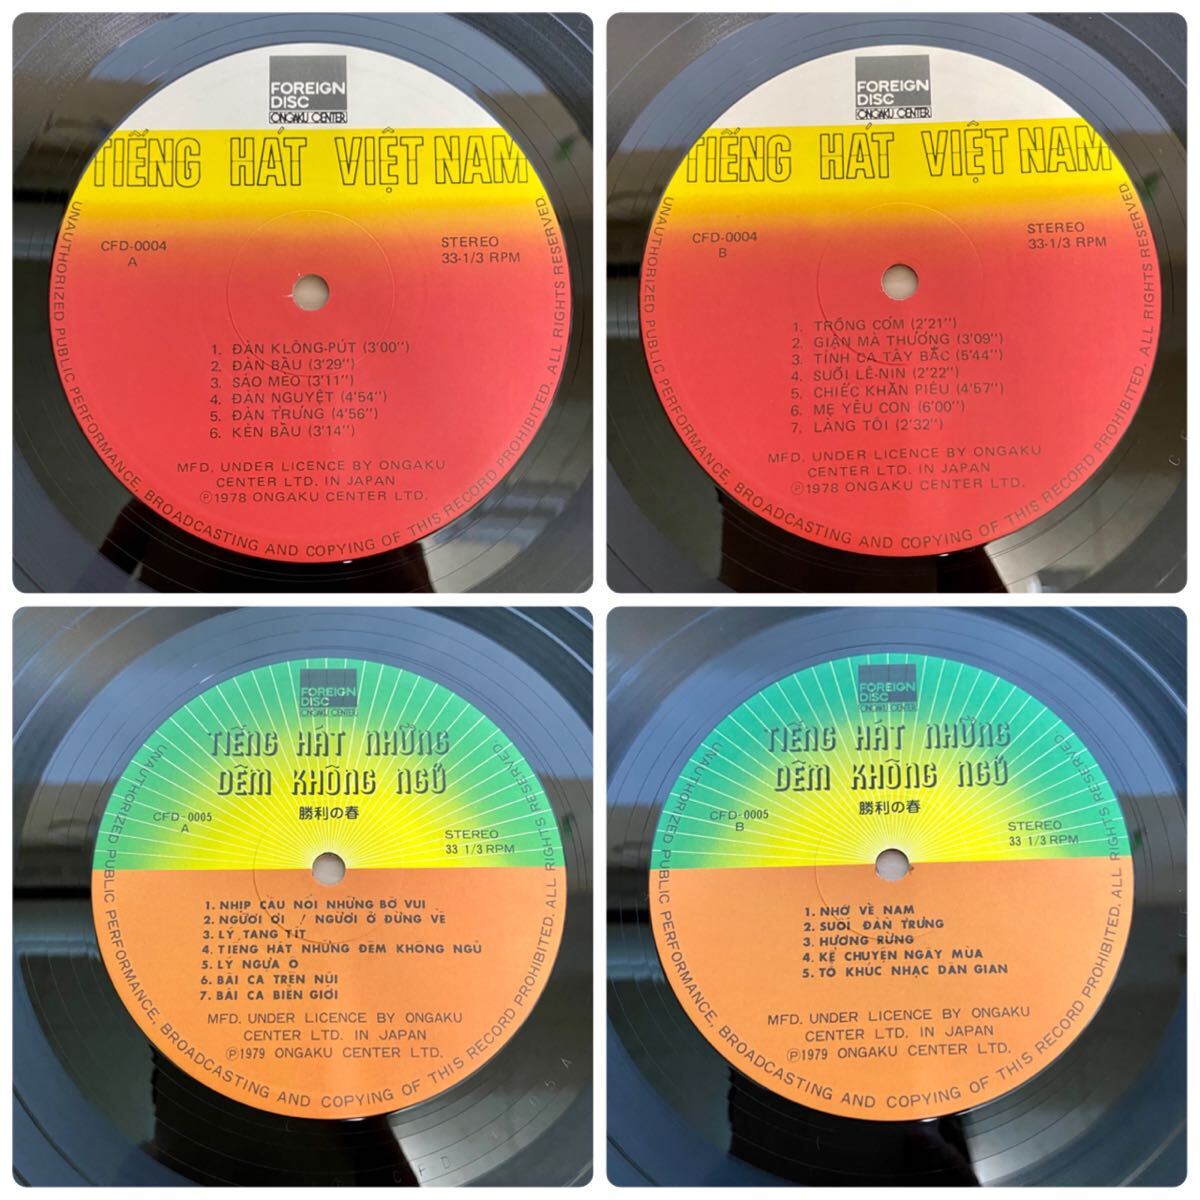 FOREIGN
DISC
ONGAKU CENTER
TIẾNG HÁT VIỆT NAM
CFD-0004
A
STEREO
33-1/3 RPM
1. ĐÀN KLÔNG-PÚT (3'00'')
2. ĐÀN BẦU (3'29'')
3. SÁO MÈO (3'11'')
4. ĐÀN NGUYỆT (4'54'')
5. ĐÀN TRƯNG (4'56'')
6. KÈN BẦU (3'14'')
MFD. UNDER LICENCE BY ONGAKU
CENTER LTD. IN JAPAN
Ⓟ1978 ONGAKU CENTER LTD.
UNAUTHORIZED PUBLIC PERFORMANCE, BROADCASTING AND COPYING OF THIS RECORD PROHIBITED. ALL RIGHTS RESERVED
FOREIGN
DISC
ONGAKU CENTER
TIẾNG HÁT VIỆT NAM
CFD-0004
B
STEREO
33-1/3 RPM
1. TRỐNG CƠM (2'21'')
2. GIẬN MÀ THƯƠNG (3'09'')
3. TÌNH CA TÂY BẮC (5'44'')
4. SUỐI LÊ-NIN (2'22'')
5. CHIẾC KHĂN PIÊU (4'57'')
6. MẸ YÊU CON (6'00'')
7. LÀNG TÔI (2'32'')
MFD. UNDER LICENCE BY ONGAKU
CENTER LTD. IN JAPAN
Ⓟ1978 ONGAKU CENTER LTD.
UNAUTHORIZED PUBLIC PERFORMANCE, BROADCASTING AND COPYING OF THIS RECORD PROHIBITED. ALL RIGHTS RESERVED
FOREIGN
DISC
ONGAKU CENTER
TIẾNG HÁT NHỮNG
ĐÊM KHÔNG NGỦ
勝利の春
CFD-0005
A
STEREO
33 1/3 RPM
1. NHỊP CẦU NỐI NHỮNG BỜ VUI
2. NGƯỜI ƠI ! NGƯỜI Ở ĐỪNG VỀ
3. LÝ TANG TÍT
4. TIẾNG HÁT NHỮNG ĐÊM KHÔNG NGỦ
5. LÝ NGỰA Ô
6. BÀI CA TRÊN NÚI
7. BÀI CA BIÊN GIỚI
MFD. UNDER LICENCE BY ONGAKU
CENTER LTD. IN JAPAN
Ⓟ1979 ONGAKU CENTER LTD.
UNAUTHORIZED PUBLIC PERFORMANCE, BROADCASTING AND COPYING OF THIS RECORD PROHIBITED. ALL RIGHTS RESERVED
FOREIGN
DISC
ONGAKU CENTER
TIẾNG HÁT NHỮNG
ĐÊM KHÔNG NGỦ
勝利の春
CFD-0005
B
STEREO
33 1/3 RPM
1. NHỚ VỀ NAM
2. SUỐI ĐÀN TRƯNG
3. HƯƠNG RỪNG
4. KỂ CHUYỆN NGÀY MÙA
5. TỔ KHÚC NHẠC DÂN GIAN
MFD. UNDER LICENCE BY ONGAKU
CENTER LTD. IN JAPAN
Ⓟ1979 ONGAKU CENTER LTD.
UNAUTHORIZED PUBLIC PERFORMANCE, BROADCASTING AND COPYING OF THIS RECORD PROHIBITED. ALL RIGHTS RESERVED